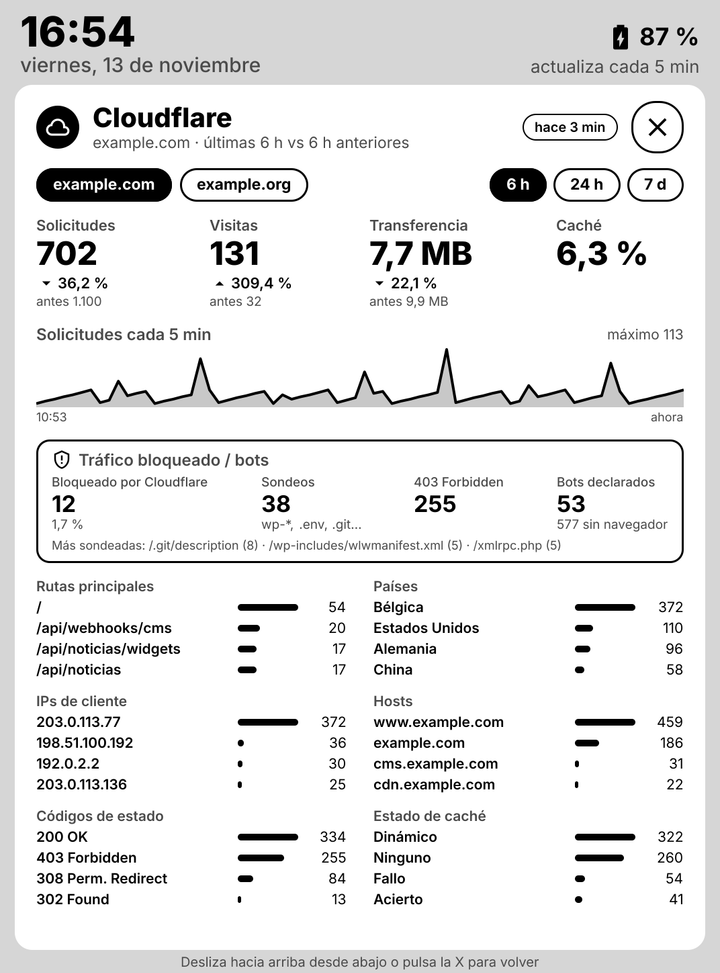 16:54
87 %
viernes, 13 de noviembre
actualiza cada 5 min
Cloudflare
example.com · últimas 6 h vs 6 h anteriores
hace 3 min
example.com
example.org
6 h
24 h
7 d
Solicitudes
702
36,2 %
antes 1.100
Visitas
131
309,4 %
antes 32
Transferencia
7,7 MB
22,1 %
antes 9,9 MB
Caché
6,3 %
Solicitudes cada 5 min
máximo 113
10:53
ahora
Tráfico bloqueado / bots
Bloqueado por Cloudflare
12
1,7 %
Sondeos
38
wp-*, .env, .git...
403 Forbidden
255
Bots declarados
53
577 sin navegador
Más sondeadas: /.git/description (8) · /wp-includes/wlwmanifest.xml (5) · /xmlrpc.php (5)
Rutas principales
/ 54
/api/webhooks/cms 20
/api/noticias/widgets 17
/api/noticias 17
Países
Bélgica 372
Estados Unidos 110
Alemania 96
China 58
IPs de cliente
203.0.113.77 372
198.51.100.192 36
192.0.2.2 30
203.0.113.136 25
Hosts
www.example.com 459
example.com 186
cms.example.com 31
cdn.example.com 22
Códigos de estado
200 OK 334
403 Forbidden 255
308 Perm. Redirect 84
302 Found 13
Estado de caché
Dinámico 322
Ninguno 260
Fallo 54
Acierto 41
Desliza hacia arriba desde abajo o pulsa la X para volver